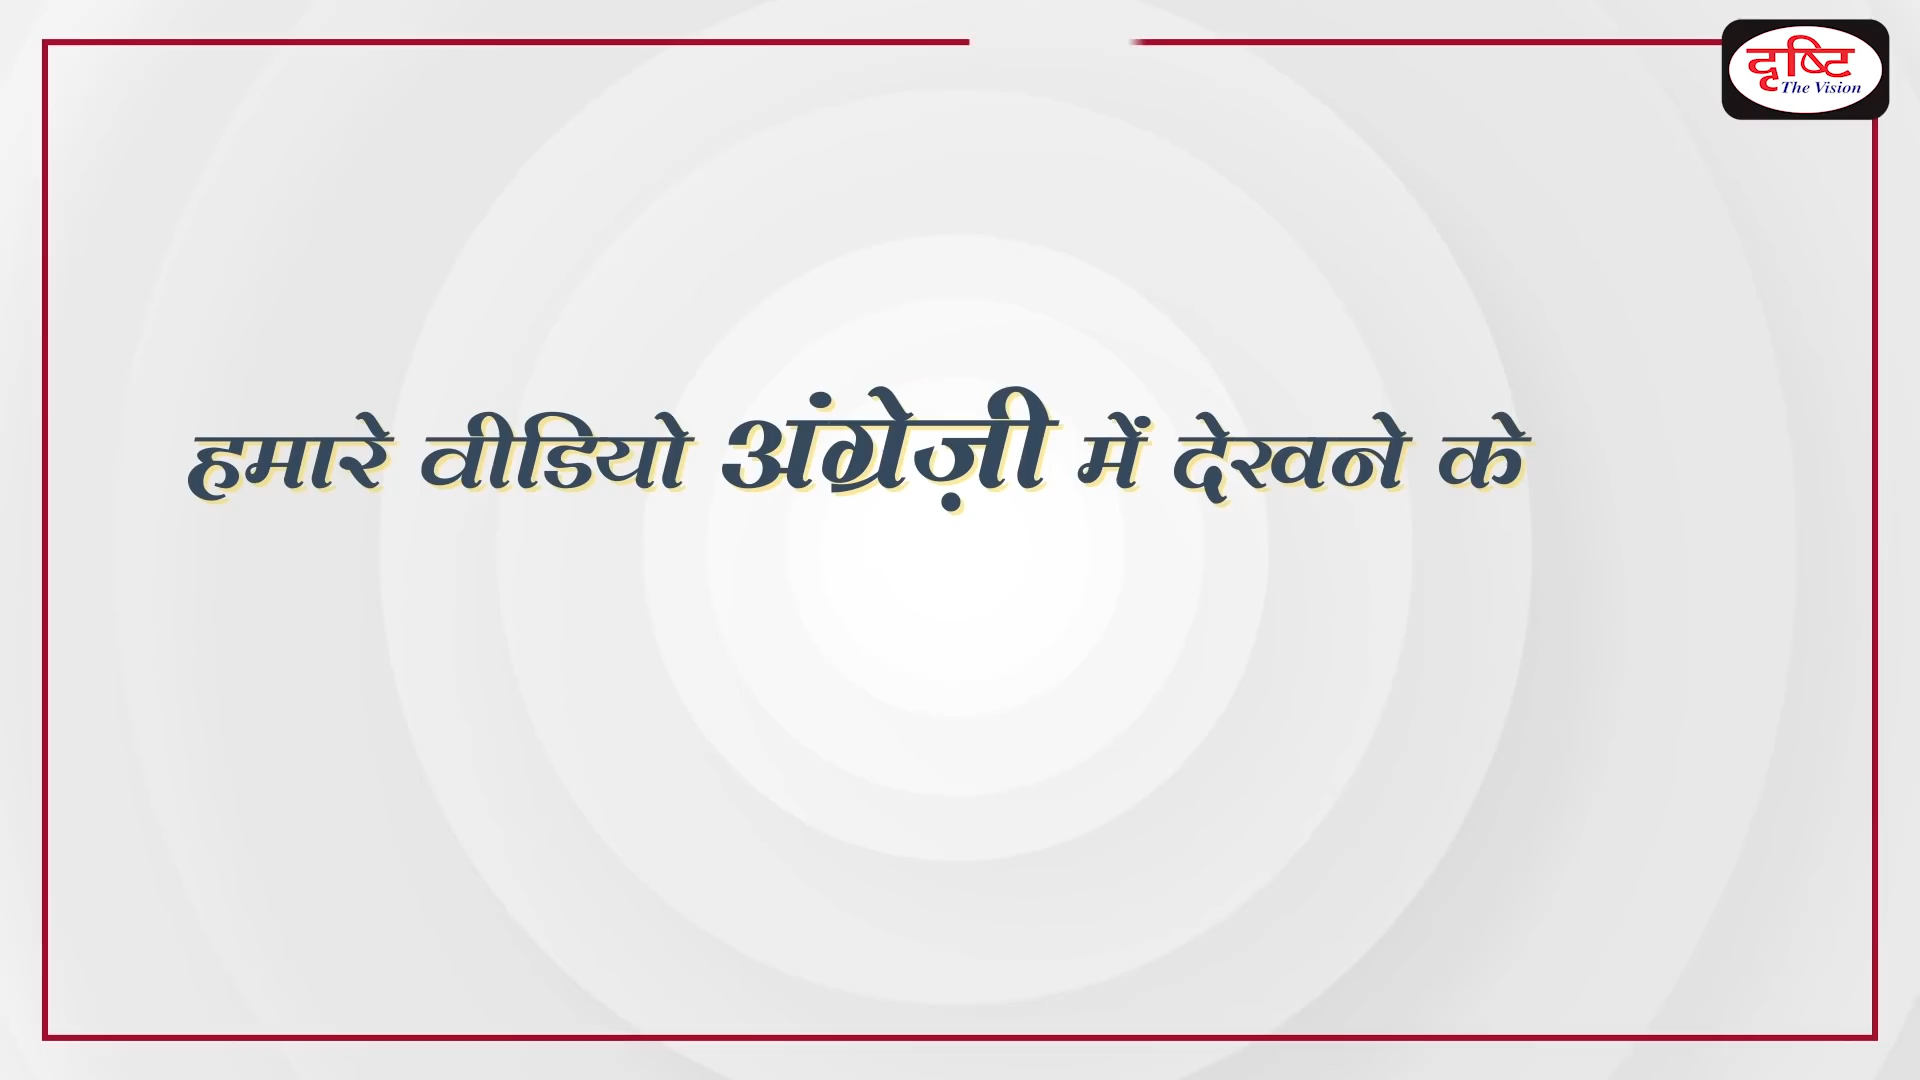 दृष्टि
The Vision
हमारे वीडियो अंग्रेज़ी में देखने के